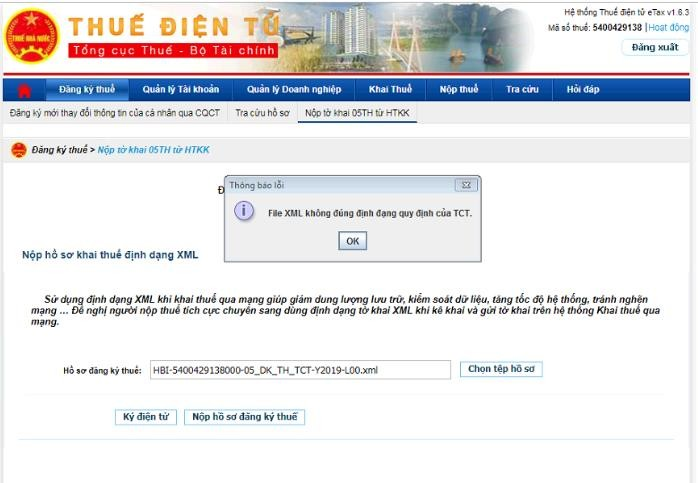 Hệ thống Thuế điện tử eTax v1.6.3
Mã số thuế: 5400429138 |Hoạt động
Đăng xuất
THUẾ NHÀ NƯỚC
THUẾ ĐIỆN TỬ
Tổng cục Thuế - Bộ Tài chính
Đăng ký thuế Quản lý Tài khoản Quản lý Doanh nghiệp Khai Thuế Nộp thuế Tra cứu Hỏi đáp
Đăng ký mới thay đổi thông tin của cá nhân qua CQCT Tra cứu hồ sơ Nộp tờ khai 05TH từ HTKK
Đăng ký thuế > Nộp tờ khai 05TH từ HTKK
Thông báo lỗi
File XML không đúng định đạng quy định của TCT.
OK
Nộp hồ sơ khai thuế định dạng XML
Sử dụng định dạng XML khi khai thuế qua mạng giúp giảm dung lượng lưu trữ, kiểm soát dữ liệu, tăng tốc độ hệ thống, tránh nghẽn
mạng ... Đề nghị người nộp thuế tích cực chuyển sang dùng định dạng tờ khai XML khi kê khai và gửi tờ khai trên hệ thống Khai thuế qua
mạng.
Hồ sơ đăng ký thuế: HBI-5400429138000-05_DK_TH_TCT-Y2019-L00.xml Chọn tệp hồ sơ
Ký điện tử Nộp hồ sơ đăng ký thuế